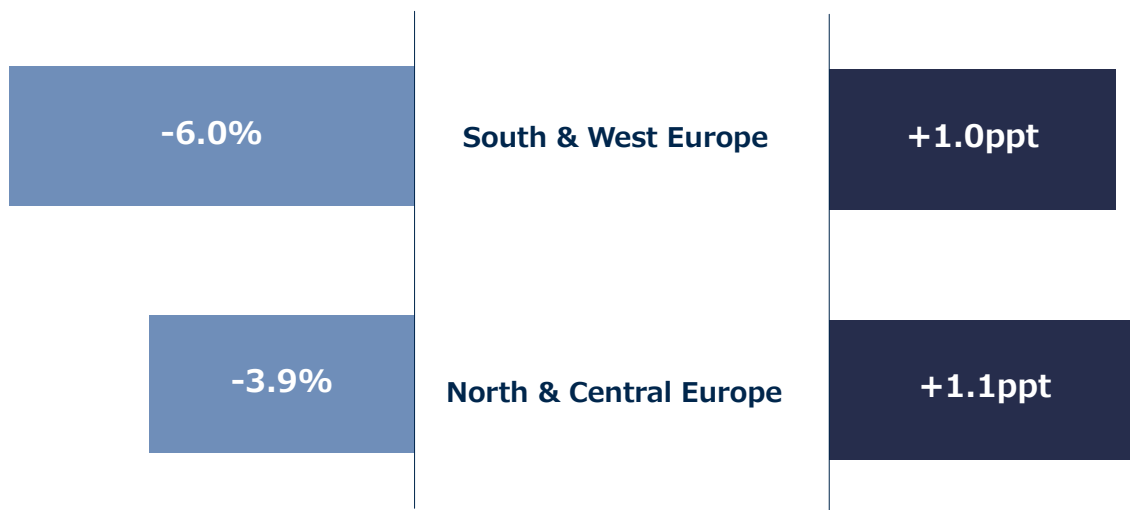 -6.0%
South & West Europe
+1.0ppt
-3.9%
North & Central Europe
+1.1ppt